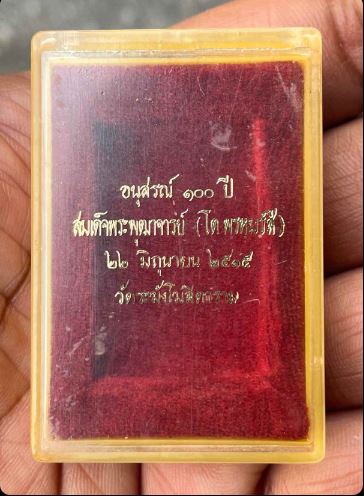 อนุสรณ์ ๑๐๐ ปี
สมเด็จพระพุฒาจารย์ (โต พรหมรังสี)
๒๒ มิถุนายน ๒๕๑๕
วัดระฆังโฆสิตาราม